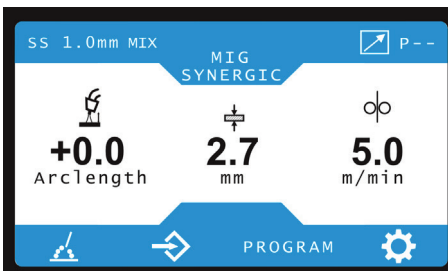 SS 1.0mm MIX
MIG
SYNERGIC
P--
+0.0
Arclength
2.7
mm
5.0
m/min
PROGRAM